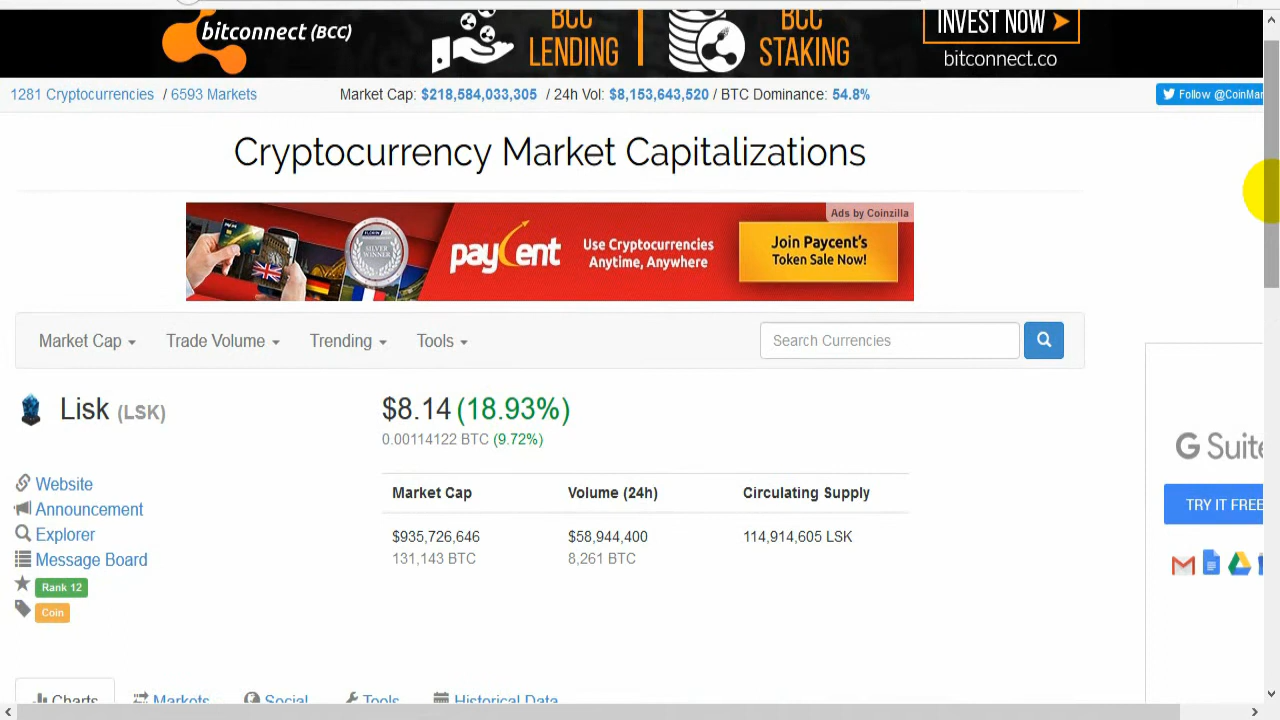 bitconnect (BCC)
BCC LENDING
BCC STAKING
INVEST NOW
bitconnect.co
1281 Cryptocurrencies / 6593 Markets
Market Cap: $218,584,033,305 / 24h Vol: $8,153,643,520 / BTC Dominance: 54.8%
Follow @CoinMar
Cryptocurrency Market Capitalizations
Ads by Coinzilla
SILVER WINNER
payCent
Use Cryptocurrencies
Anytime, Anywhere
Join Paycent's
Token Sale Now!
Market Cap Trade Volume Trending Tools
Search Currencies
Lisk (LSK)
$8.14 (18.93%)
0.00114122 BTC (9.72%)
Website
Announcement
Explorer
Message Board
Rank 12
Coin
Market Cap Volume (24h) Circulating Supply
$935,726,646 $58,944,400 114,914,605 LSK
131,143 BTC 8,261 BTC
G Suite
TRY IT FREE
Charts Markets Social Tools Historical Data